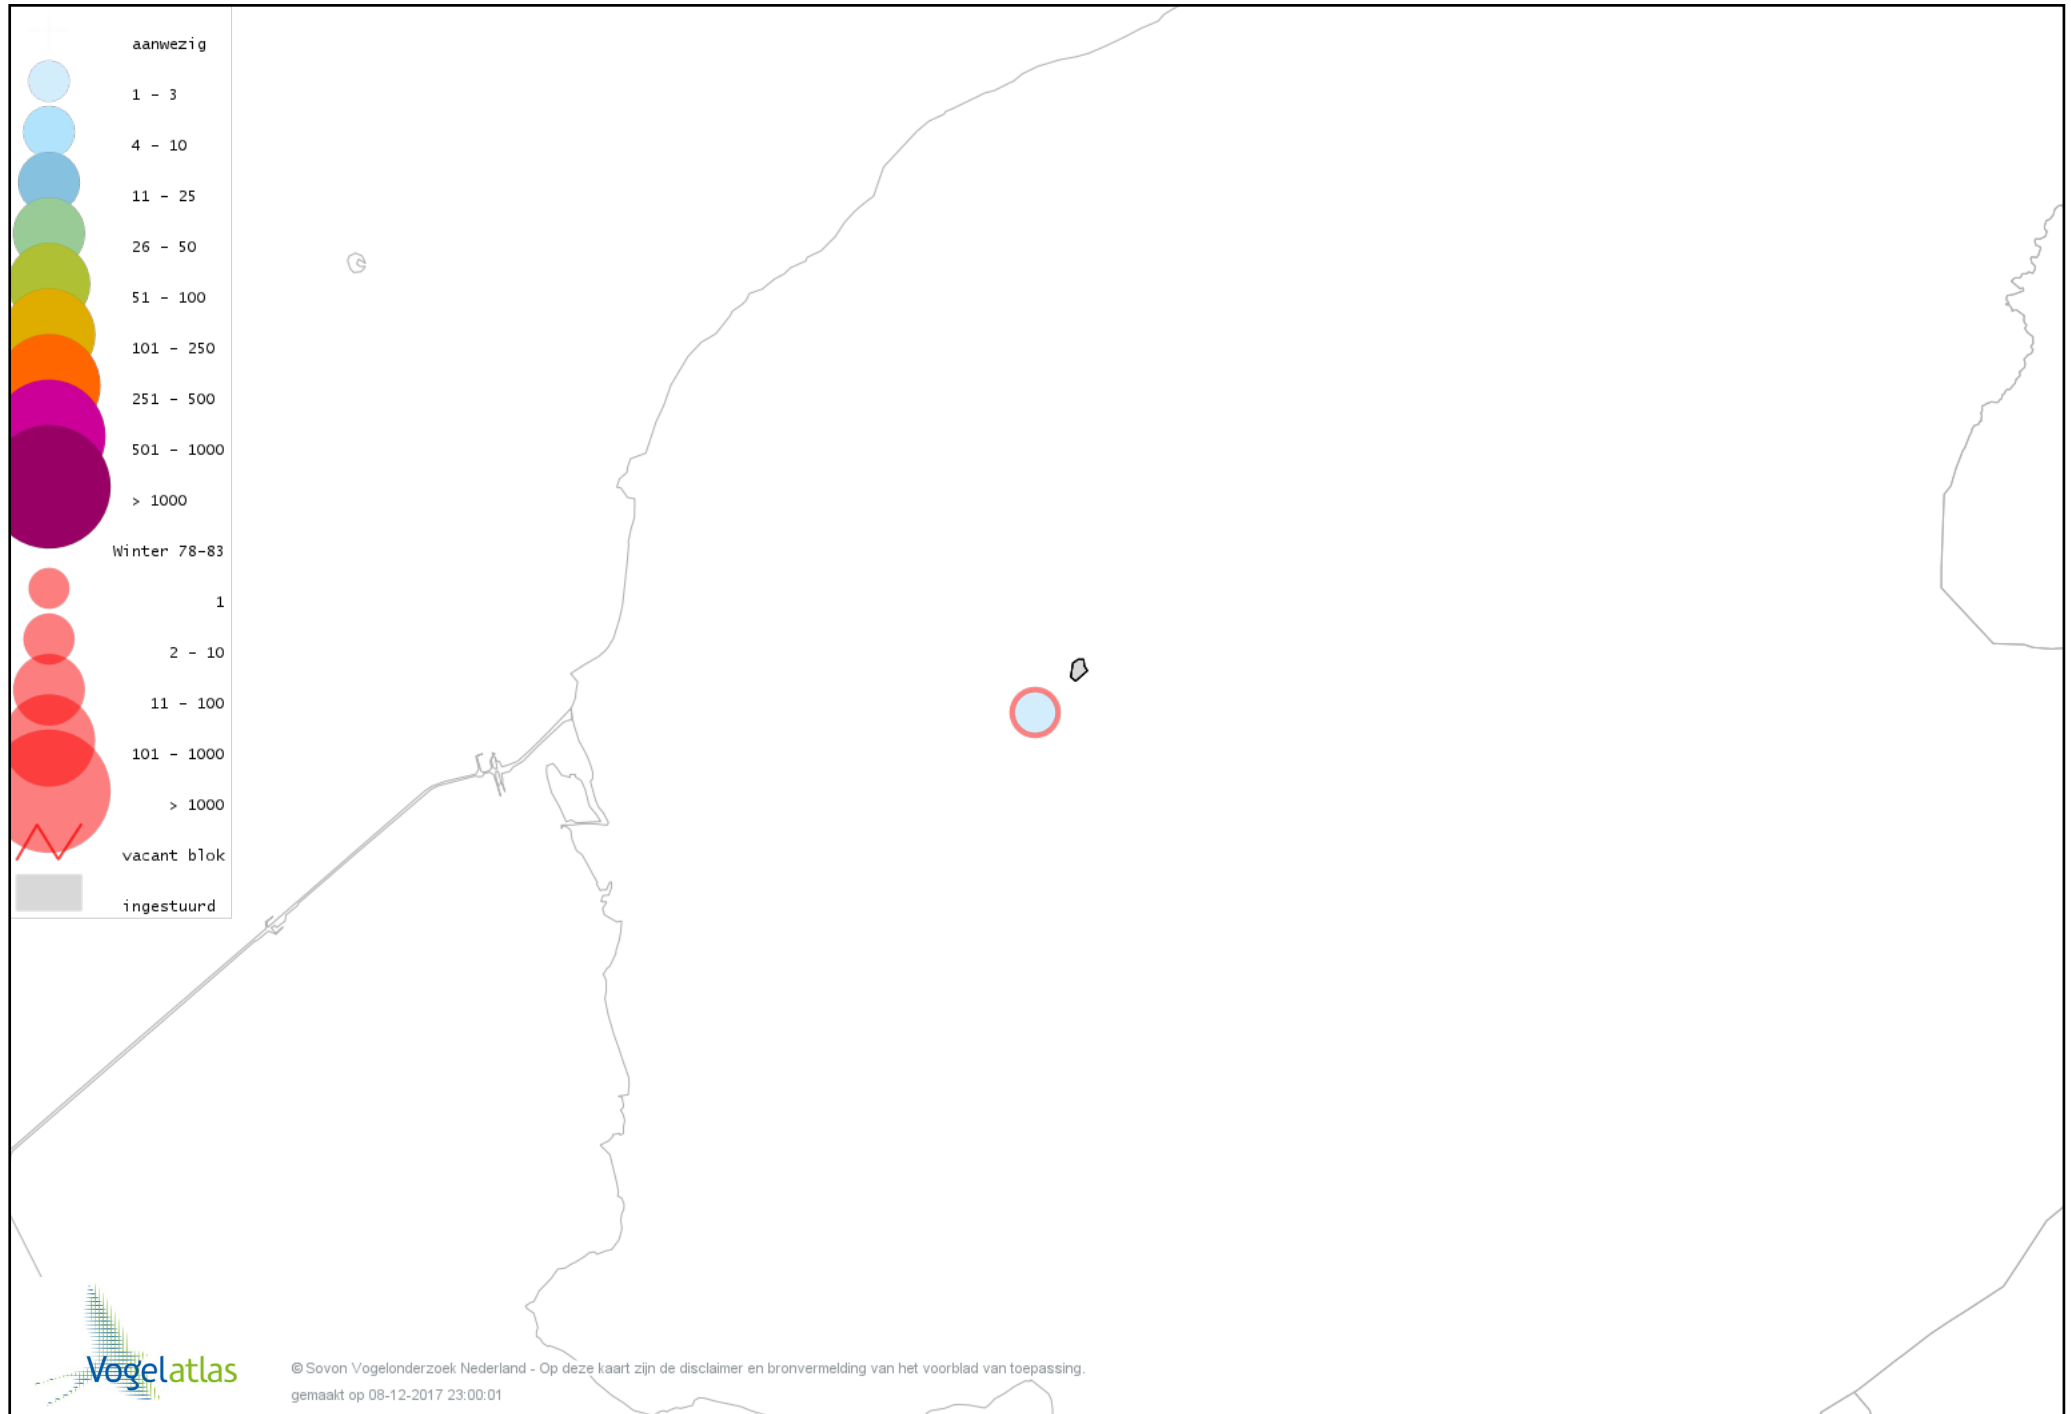 aanwezig
1 - 3
4 - 10
11 - 25
26 - 50
51 - 100
101 - 250
251 - 500
501 - 1000
> 1000
Winter 78-83
1
2 - 10
11 - 100
101 - 1000
> 1000
vacant blok
ingestuurd
Vogelatlas
© Sovon Vogelonderzoek Nederland - Op deze kaart zijn de disclaimer en bronvermelding van het voorblad van toepassing.
gemaakt op 08-12-2017 23:00:01